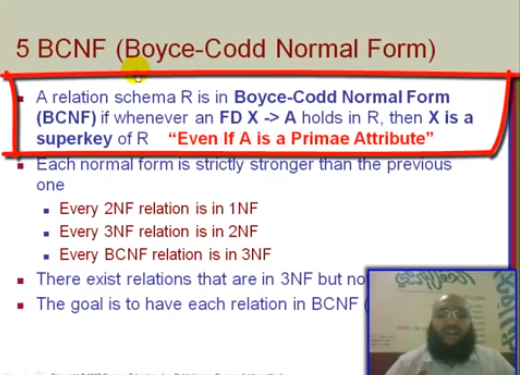 5 BCNF (Boyce-Codd Normal Form)
A relation schema R is in Boyce-Codd Normal Form
(BCNF) if whenever an FD X -> A holds in R, then X is a
superkey of R "Even If A is a Primae Attribute"
Each normal form is strictly stronger than the previous
one
Every 2NF relation is in 1NF
Every 3NF relation is in 2NF
Every BCNF relation is in 3NF
There exist relations that are in 3NF but no
The goal is to have each relation in BCNF (